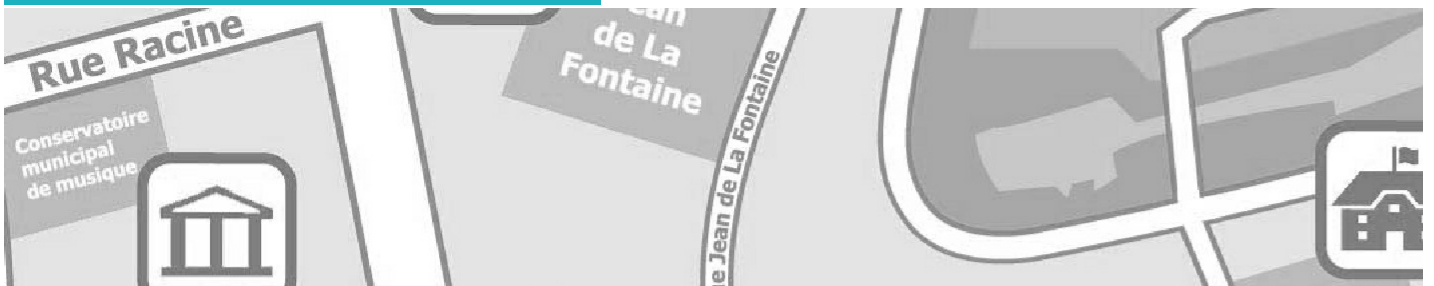 Rue Racine
Conservatoire
municipal
de musique
de La
Fontaine
Jean de La Fontaine